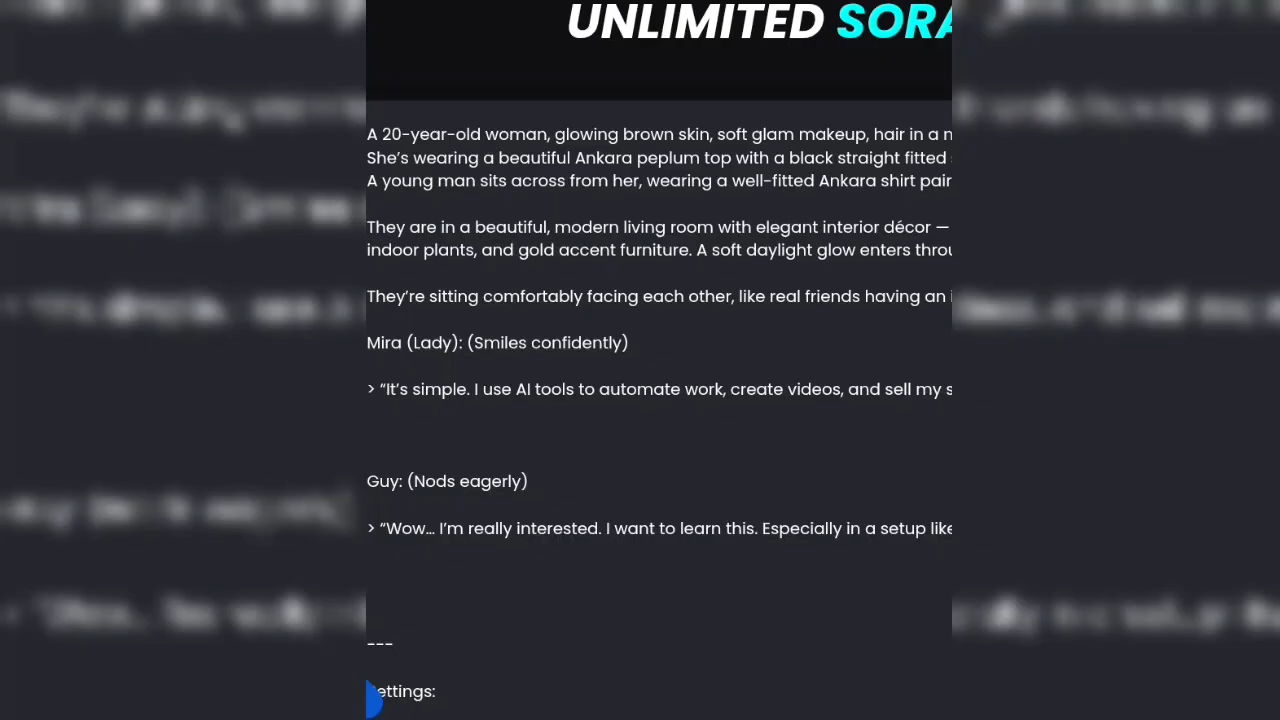 UNLIMITED SORA
A 20-year-old woman, glowing brown skin, soft glam makeup, hair in a
She's wearing a beautiful Ankara peplum top with a black straight fitted
A young man sits across from her, wearing a well-fitted Ankara shirt pair
They are in a beautiful, modern living room with elegant interior décor —
indoor plants, and gold accent furniture. A soft daylight glow enters throu
They're sitting comfortably facing each other, like real friends having an
Mira (Lady): (Smiles confidently)
> “It's simple. I use AI tools to automate work, create videos, and sell my s
Guy: (Nods eagerly)
> “Wow… I'm really interested. I want to learn this. Especially in a setup like
---
ettings: